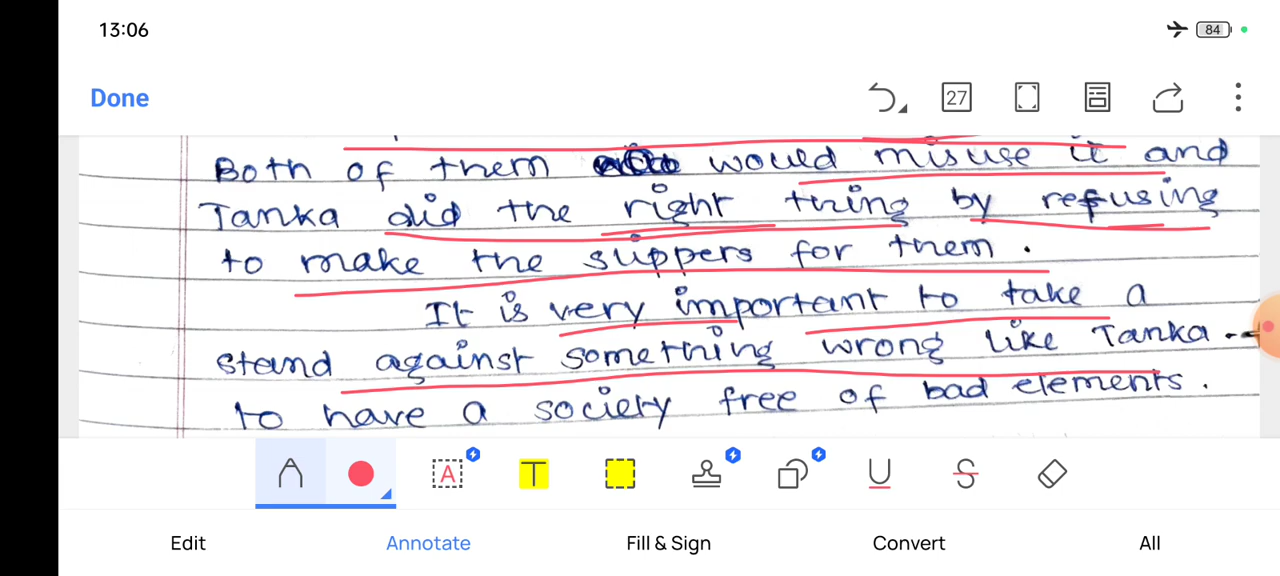 13:06
84
Done
27
Both of them would misuse it and
Tanka did the right thing by refusing
to make the slippers for them.
It is very important to take a
stand against something wrong like Tanka --
to have a society free of bad elements.
A
T
U
S
Edit
Annotate
Fill & Sign
Convert
All